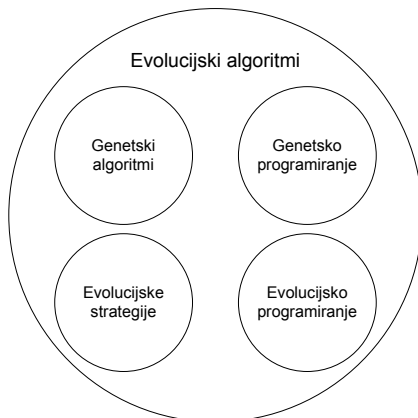 Evolucijski algoritmi
Genetski
algoritmi
Genetsko
programiranje
Evolucijske
strategije
Evolucijsko
programiranje